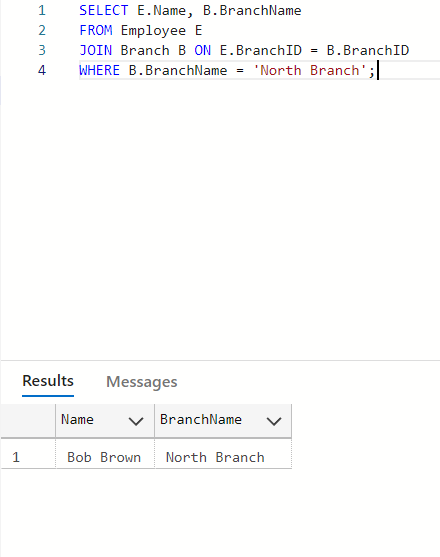 1 SELECT E.Name, B.BranchName
2 FROM Employee E
3 JOIN Branch B ON E.BranchID = B.BranchID
4 WHERE B.BranchName = 'North Branch';
Results Messages
Name BranchName
1 Bob Brown North Branch